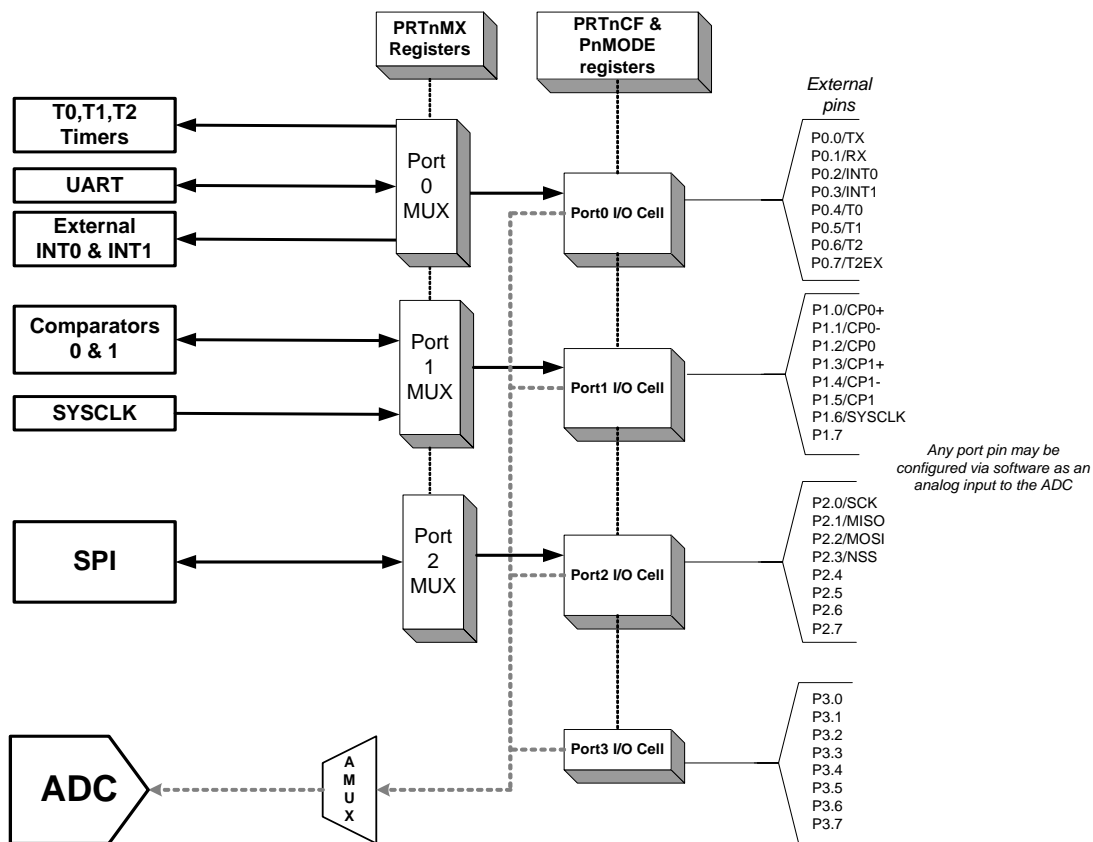 PRTnMX
Registers
PRTnCF &
PnMODE
registers
External
pins
T0,T1,T2
Timers
UART
External
INT0 & INT1
Port
0
MUX
Port0 I/O Cell
P0.0/TX
P0.1/RX
P0.2/INT0
P0.3/INT1
P0.4/T0
P0.5/T1
P0.6/T2
P0.7/T2EX
Comparators
0 & 1
SYSCLK
Port
1
MUX
Port1 I/O Cell
P1.0/CP0+
P1.1/CP0-
P1.2/CP0
P1.3/CP1+
P1.4/CP1-
P1.5/CP1
P1.6/SYSCLK
P1.7
Any port pin may be
configured via software as an
analog input to the ADC
SPI
Port
2
MUX
Port2 I/O Cell
P2.0/SCK
P2.1/MISO
P2.2/MOSI
P2.3/NSS
P2.4
P2.5
P2.6
P2.7
ADC
A
M
U
X
Port3 I/O Cell
P3.0
P3.1
P3.2
P3.3
P3.4
P3.5
P3.6
P3.7